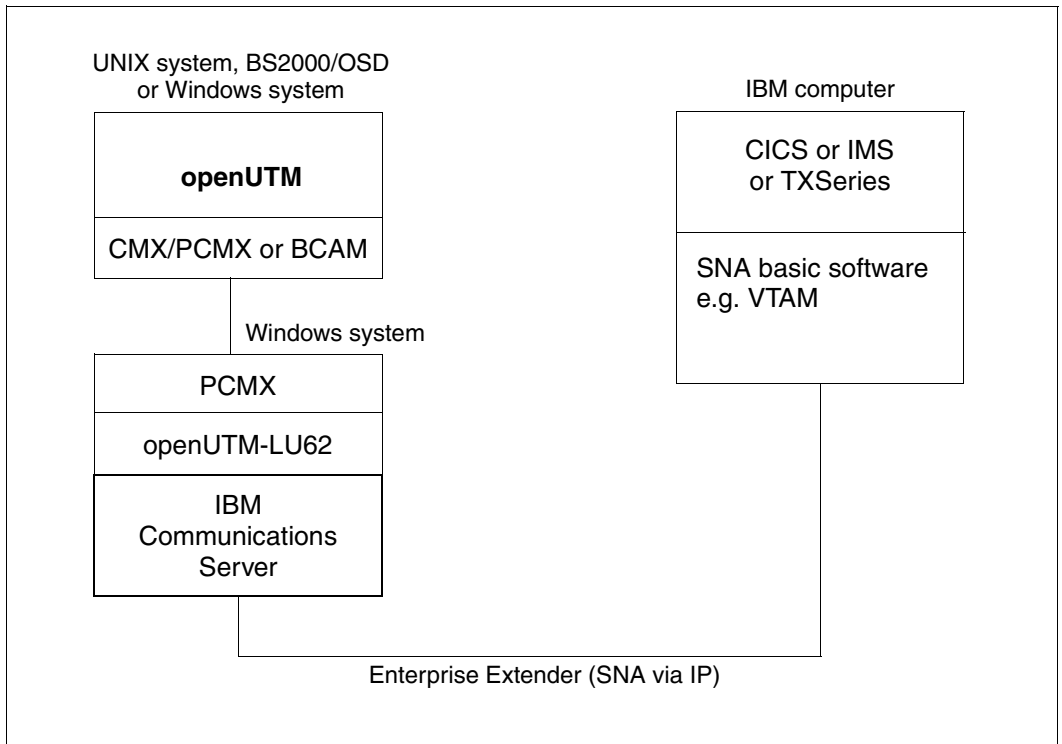 UNIX system, BS2000/OSD
or Windows system
openUTM
CMX/PCMX or BCAM
Windows system
PCMX
openUTM-LU62
IBM
Communications
Server
IBM computer
CICS or IMS
or TXSeries
SNA basic software
e.g. VTAM
Enterprise Extender (SNA via IP)